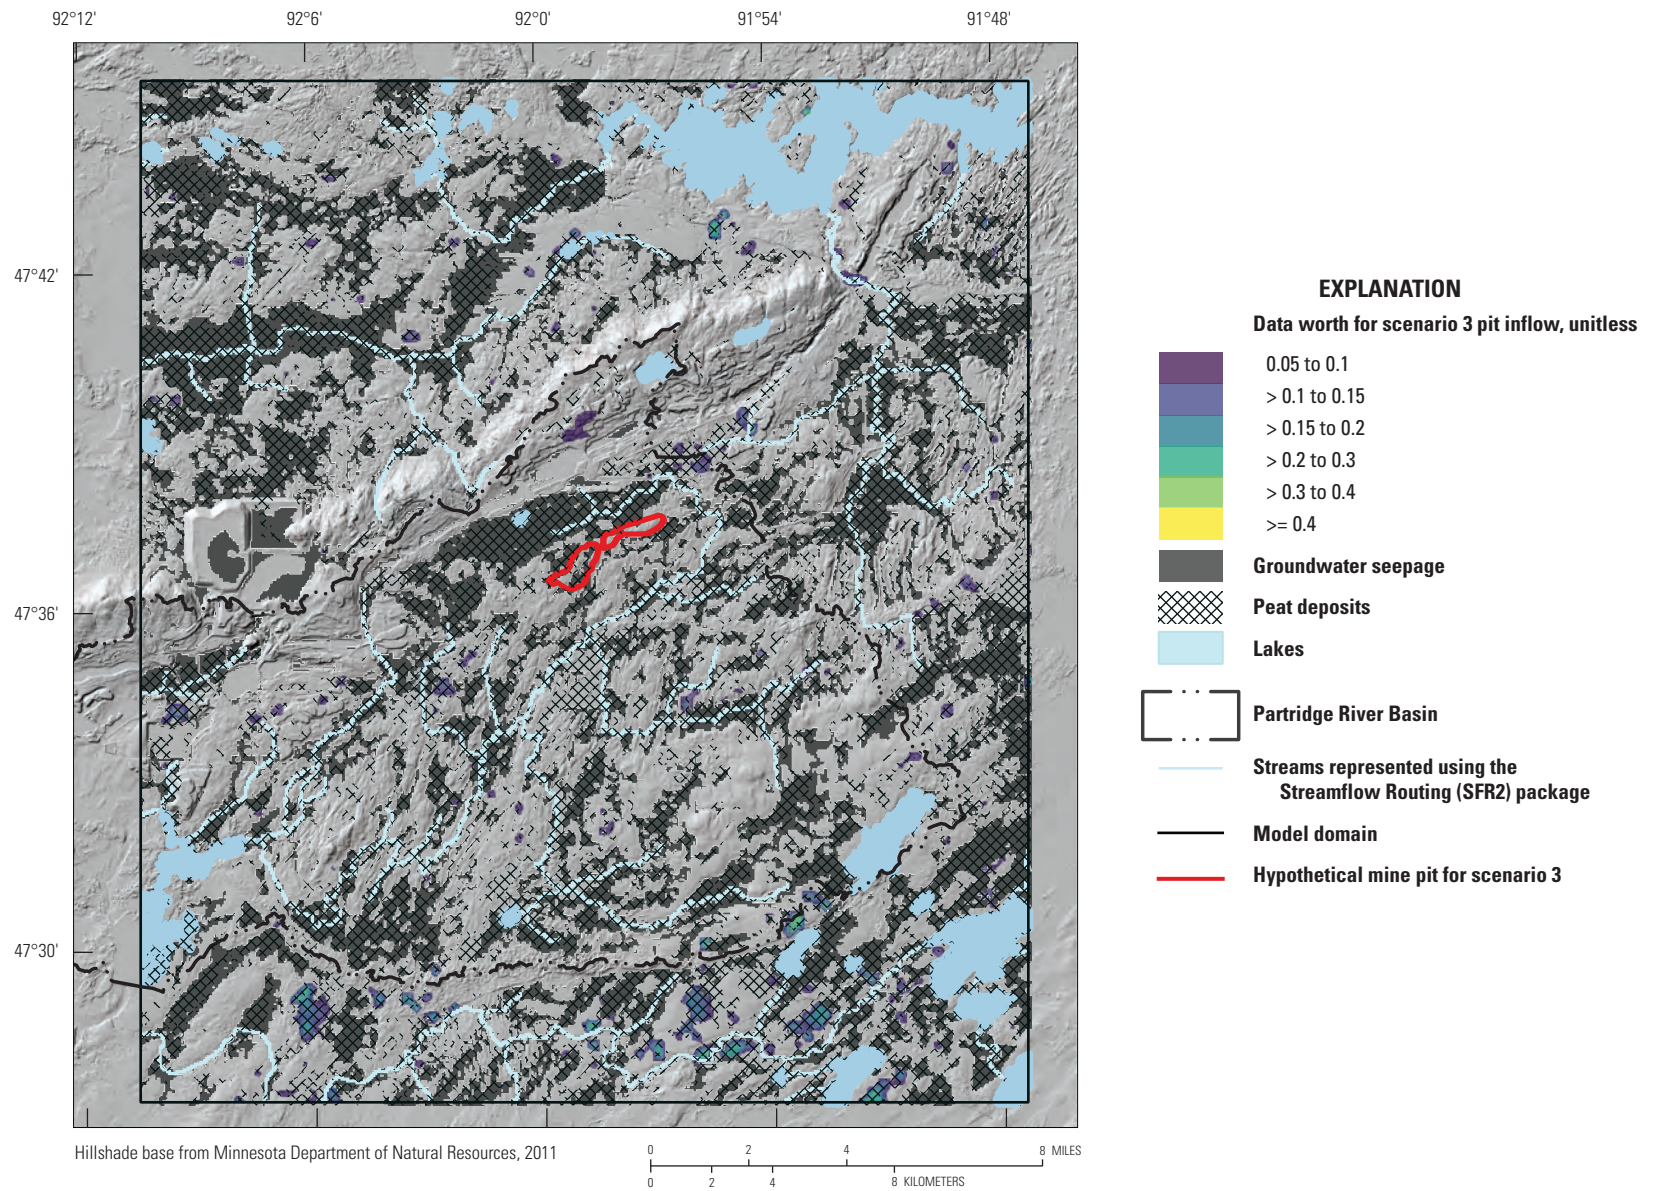 92°12'
92°6'
92°0'
91°54'
91°48'
47°42'
47°36'
47°30'
EXPLANATION
Data worth for scenario 3 pit inflow, unitless
0.05 to 0.1
> 0.1 to 0.15
> 0.15 to 0.2
> 0.2 to 0.3
> 0.3 to 0.4
>= 0.4
Groundwater seepage
Peat deposits
Lakes
Partridge River Basin
Streams represented using the
Streamflow Routing (SFR2) package
Model domain
Hypothetical mine pit for scenario 3
Hillshade base from Minnesota Department of Natural Resources, 2011
0 2 4 8 MILES
0 2 4 8 KILOMETERS